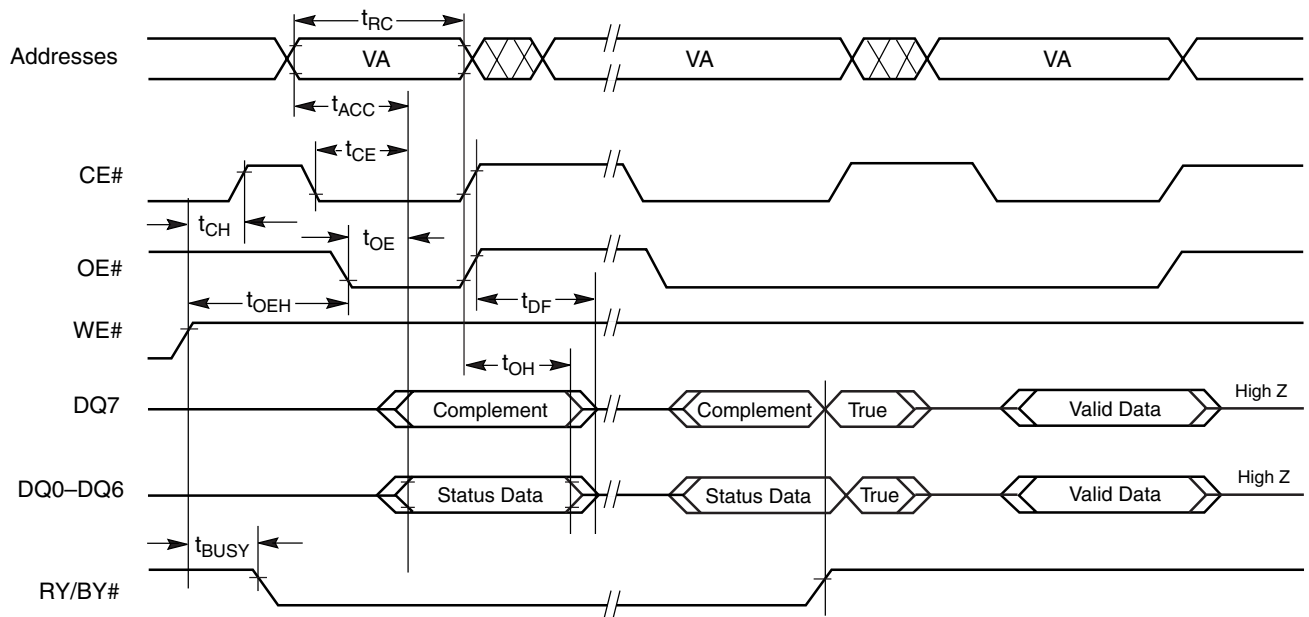 tRC
Addresses VA VA VA
tACC
tCE
CE#
tCH
tOE
OE#
tOEH tDF
WE#
tOH
DQ7 Complement Complement True Valid Data High Z
DQ0–DQ6 Status Data Status Data True Valid Data High Z
tBUSY
RY/BY#